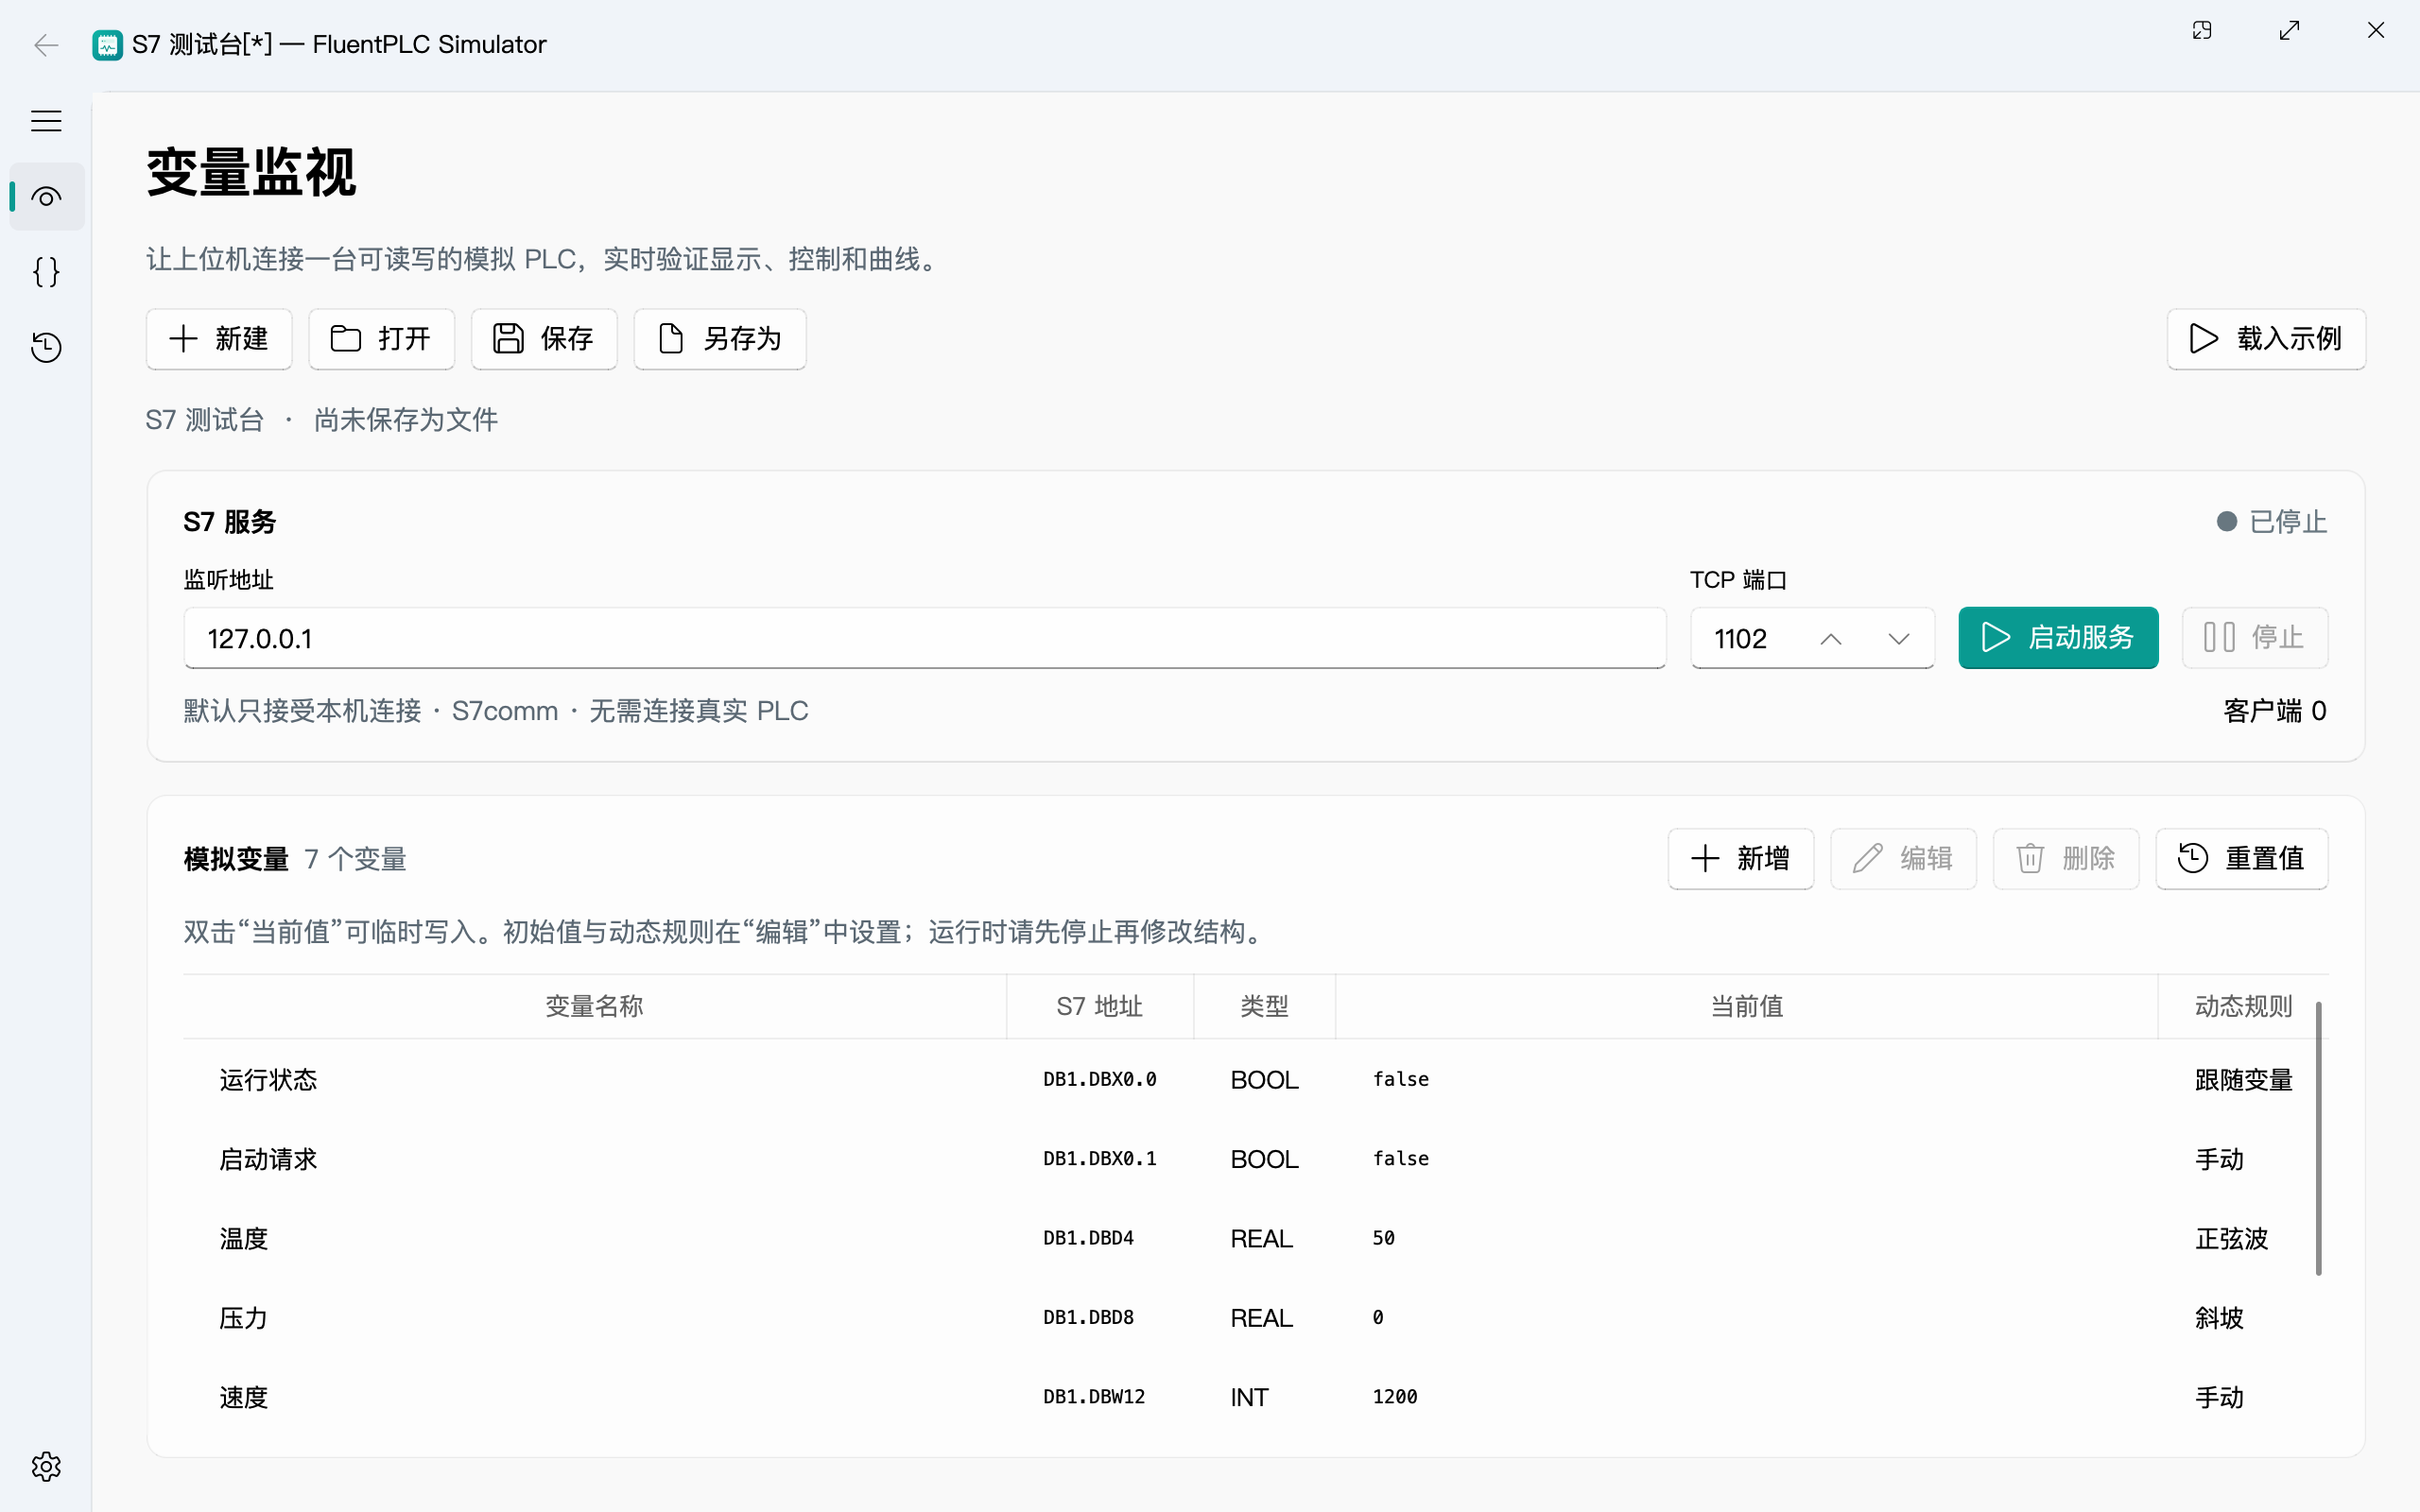 S7 测试台[*] — FluentPLC Simulator
变量监视
让上位机连接一台可读写的模拟 PLC，实时验证显示、控制和曲线。
新建 打开 保存 另存为 载入示例
S7 测试台 · 尚未保存为文件
S7 服务 已停止
监听地址 TCP 端口
127.0.0.1 1102 启动服务 停止
默认只接受本机连接 · S7comm · 无需连接真实 PLC 客户端 0
模拟变量 7 个变量 新增 编辑 删除 重置值
双击“当前值”可临时写入。初始值与动态规则在“编辑”中设置；运行时请先停止再修改结构。
变量名称 S7 地址 类型 当前值 动态规则
运行状态 DB1.DBX0.0 BOOL false 跟随变量
启动请求 DB1.DBX0.1 BOOL false 手动
温度 DB1.DBD4 REAL 50 正弦波
压力 DB1.DBD8 REAL 0 斜坡
速度 DB1.DBW12 INT 1200 手动